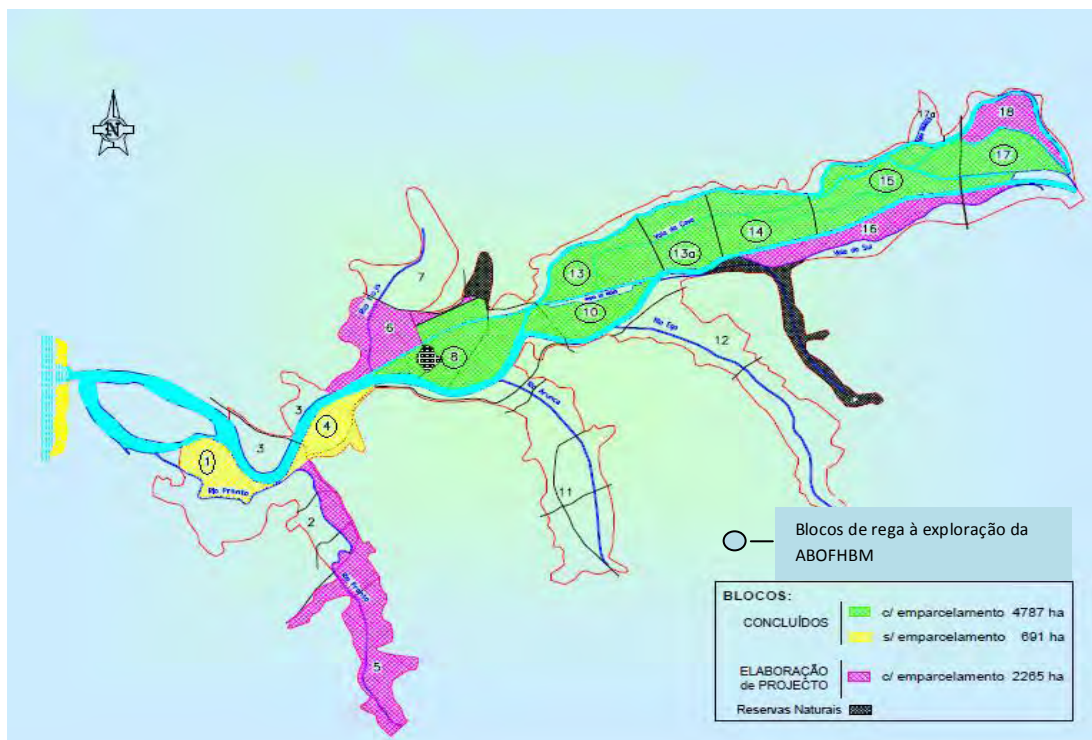 N
17a
18
17
15
16
Vala do Sul
14
13a
13
10
12
Rio Ega
7
6
8
3
4
3
1
Rio Pranto
2
Rio Pranto
5
11
Rio Arunca
Blocos de rega à exploração da
ABOFHBM
BLOCOS:
CONCLUÍDOS
c/ emparcelamento 4787 ha
s/ emparcelamento 691 ha
ELABORAÇÃO
de PROJECTO
c/ emparcelamento 2265 ha
Reservas Naturais